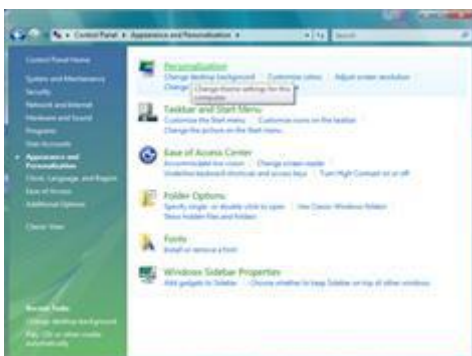 Control Panel ▸ Appearance and Personalization ▸
Search
Control Panel Home
System and Maintenance
Security
Network and Internet
Hardware and Sound
Programs
User Accounts
Appearance and
Personalization
Clock, Language, and Region
Ease of Access
Additional Options
Classic View
Recent Tasks
Change desktop background
Play CDs or other media
automatically
Personalization
Change desktop background
Customize colors
Adjust screen resolution
Change
Change theme settings for this
computer.
Taskbar and Start Menu
Customize the Start menu
Customize icons on the taskbar
Change the picture on the Start menu
Ease of Access Center
Accommodate low vision
Change screen reader
Underline keyboard shortcuts and access keys
Turn High Contrast on or off
Folder Options
Specify single- or double-click to open
Use Classic Windows folders
Show hidden files and folders
Fonts
Install or remove a font
Windows Sidebar Properties
Add gadgets to Sidebar
Choose whether to keep Sidebar on top of other windows